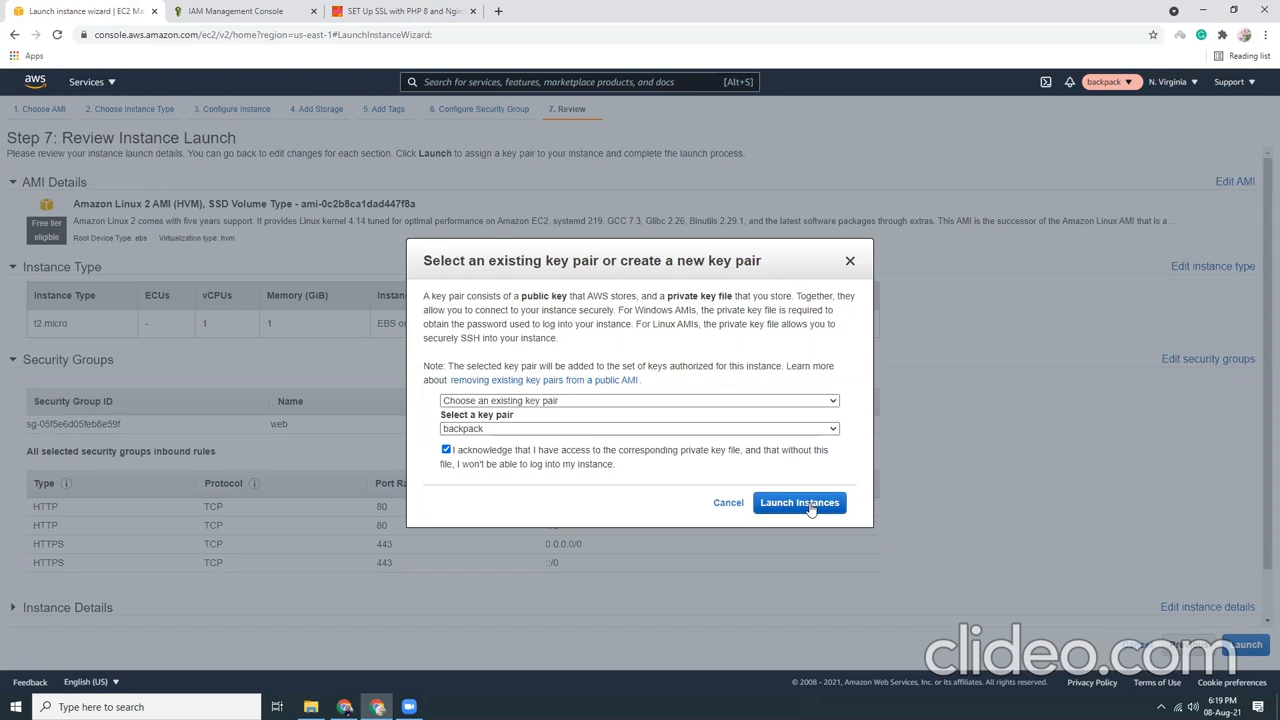 Launch instance wizard | EC2 Ma
IAM Management Console
SET Up SSL with PHP 8 and Ngin
console.aws.amazon.com/ec2/v2/home?region=us-east-1#LaunchInstanceWizard:
Apps
Reading list
aws
Services
Search for services, features, marketplace products, and docs
[Alt+S]
backpack
N. Virginia
Support
1. Choose AMI
2. Choose Instance Type
3. Configure Instance
4. Add Storage
5. Add Tags
6. Configure Security Group
7. Review
Step 7: Review Instance Launch
Please review your instance launch details. You can go back to edit changes for each section. Click Launch to assign a key pair to your instance and complete the launch process.
AMI Details
Edit AMI
Amazon Linux 2 AMI (HVM), SSD Volume Type - ami-0c2b8ca1dad447f8a
Free tier
eligible
Amazon Linux 2 comes with five years support. It provides Linux kernel 4.14 tuned for optimal performance on Amazon EC2, systemd 219, GCC 7.3, Glibc 2.26, Binutils 2.29.1, and the latest software packages through extras. This AMI is the successor of the Amazon Linux AMI that is a...
Root Device Type: ebs Virtualization type: hvm
Instance Type
Edit instance type
Instance Type
ECUs
vCPUs
Memory (GiB)
Instan
t2.micro
-
1
1
EBS on
Security Groups
Edit security groups
Security Group ID
Name
sg-05f5e6d05feb8e59f
web
All selected security groups inbound rules
Type
Protocol
Port Ra
HTTP TCP 80
HTTP TCP 80
HTTPS TCP 443 0.0.0.0/0
HTTPS TCP 443 ::/0
Instance Details
Edit instance details
Select an existing key pair or create a new key pair
A key pair consists of a public key that AWS stores, and a private key file that you store. Together, they
allow you to connect to your instance securely. For Windows AMIs, the private key file is required to
obtain the password used to log into your instance. For Linux AMIs, the private key file allows you to
securely SSH into your instance.
Note: The selected key pair will be added to the set of keys authorized for this instance. Learn more
about removing existing key pairs from a public AMI .
Choose an existing key pair
Select a key pair
backpack
I acknowledge that I have access to the corresponding private key file, and that without this
file, I won't be able to log into my instance.
Cancel
Launch Instances
Launch
clideo.com
Feedback
English (US)
© 2008 - 2021, Amazon Web Services, Inc. or its affiliates. All rights reserved.
Privacy Policy
Terms of Use
Cookie preferences
Type here to search
6:19 PM
08-Aug-21